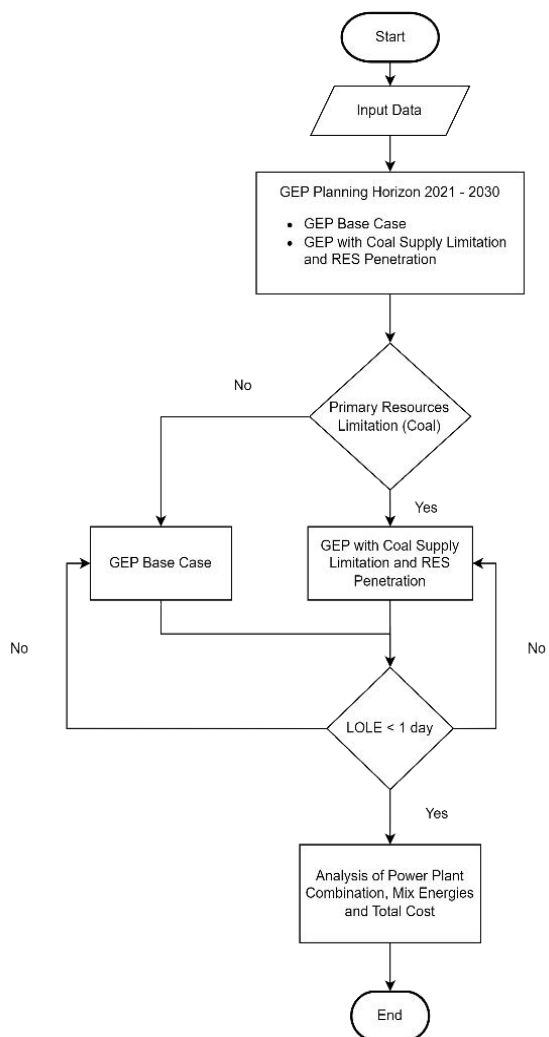 Start
Input Data
GEP Planning Horizon 2021 - 2030
• GEP Base Case
• GEP with Coal Supply Limitation
and RES Penetration
No
Primary Resources
Limitation (Coal)
Yes
GEP Base Case
GEP with Coal Supply
Limitation and RES
Penetration
No
No
LOLE < 1 day
Yes
Analysis of Power Plant
Combination, Mix Energies
and Total Cost
End